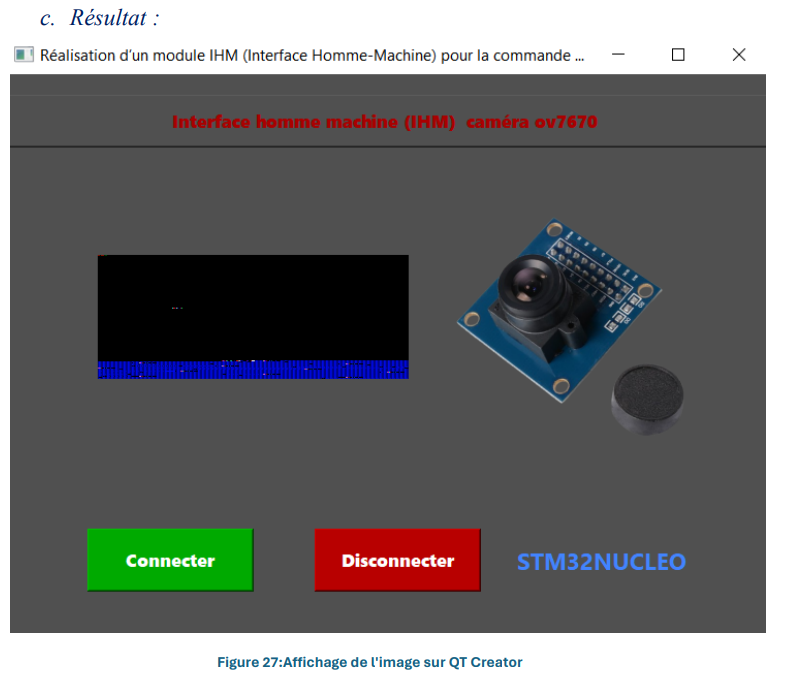 c. Résultat :
Réalisation d'un module IHM (Interface Homme-Machine) pour la commande ...
Interface homme machine (IHM) caméra ov7670
Connecter
Disconnecter
STM32NUCLEO
Figure 27:Affichage de l'image sur QT Creator